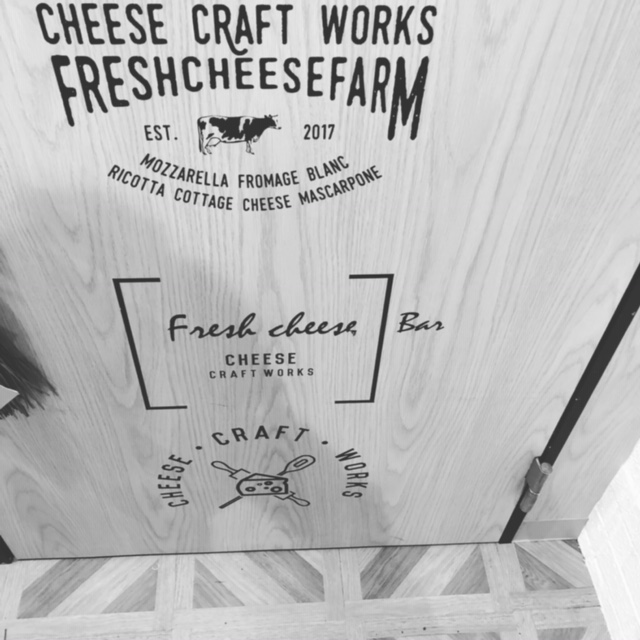 CHEESE CRAFT WORKS
FRESHCHEESEFARM
EST. 2017
MOZZARELLA FROMAGE BLANC
RICOTTA COTTAGE CHEESE MASCARPONE
Fresh cheese Bar
CHEESE
CRAFT WORKS
CHEESE · CRAFT · WORKS